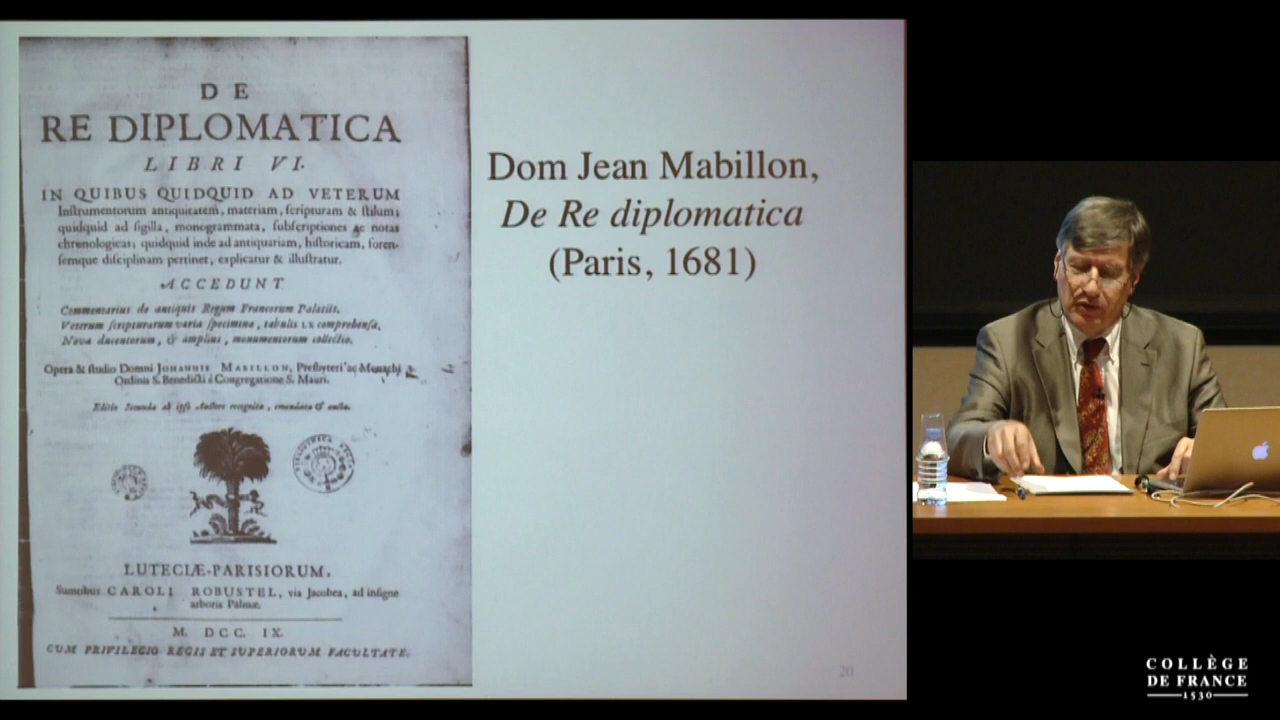 DE
RE DIPLOMATICA
LIBRI VI.
IN QUIBUS QUIDQUID AD VETERUM
Instrumentorum antiquitatem, materiam, scripturam & stilum;
quidquid ad sigilla, monogrammata, subscriptiones ac notas
chronologicas; quidquid inde ad antiquariam, historicam, foren-
semque disciplinam pertinet, explicatur & illustratur.
ACCEDUNT
Commentarius de antiquis Regum Francorum Palatiis.
Veterum scripturarum varia specimina, tabulis LX comprehensa.
Nova ducentorum, & amplius, monumentorum collectio.
Opera & studio Domni JOHANNIS MABILLON, Presbyteri ac Monachi
Ordinis S. Benedicti è Congregatione S. Mauri.
Editio Secunda ab ipso Auctore recognita, emendata & aucta.
LUTECIÆ-PARISIORUM,
Sumtibus CAROLI ROBUSTEL, via Jacobea, ad insigne
arboris Palmæ.
M. DCC. IX.
CUM PRIVILEGIO REGIS ET SUPERIORUM FACULTATE.
Dom Jean Mabillon,
De Re diplomatica
(Paris, 1681)
20
COLLÈGE
DE FRANCE
1530